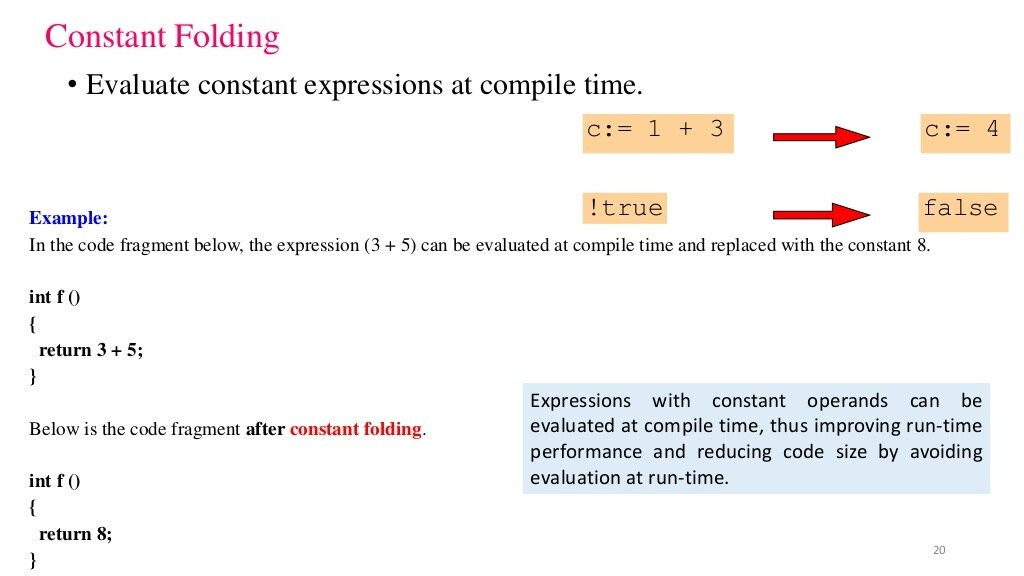 Constant Folding
• Evaluate constant expressions at compile time.
c:= 1 + 3
c:= 4
!true
false
Example:
In the code fragment below, the expression (3 + 5) can be evaluated at compile time and replaced with the constant 8.
int f ()
{
return 3 + 5;
}
Below is the code fragment after constant folding.
int f ()
{
return 8;
}
Expressions with constant operands can be
evaluated at compile time, thus improving run-time
performance and reducing code size by avoiding
evaluation at run-time.
20